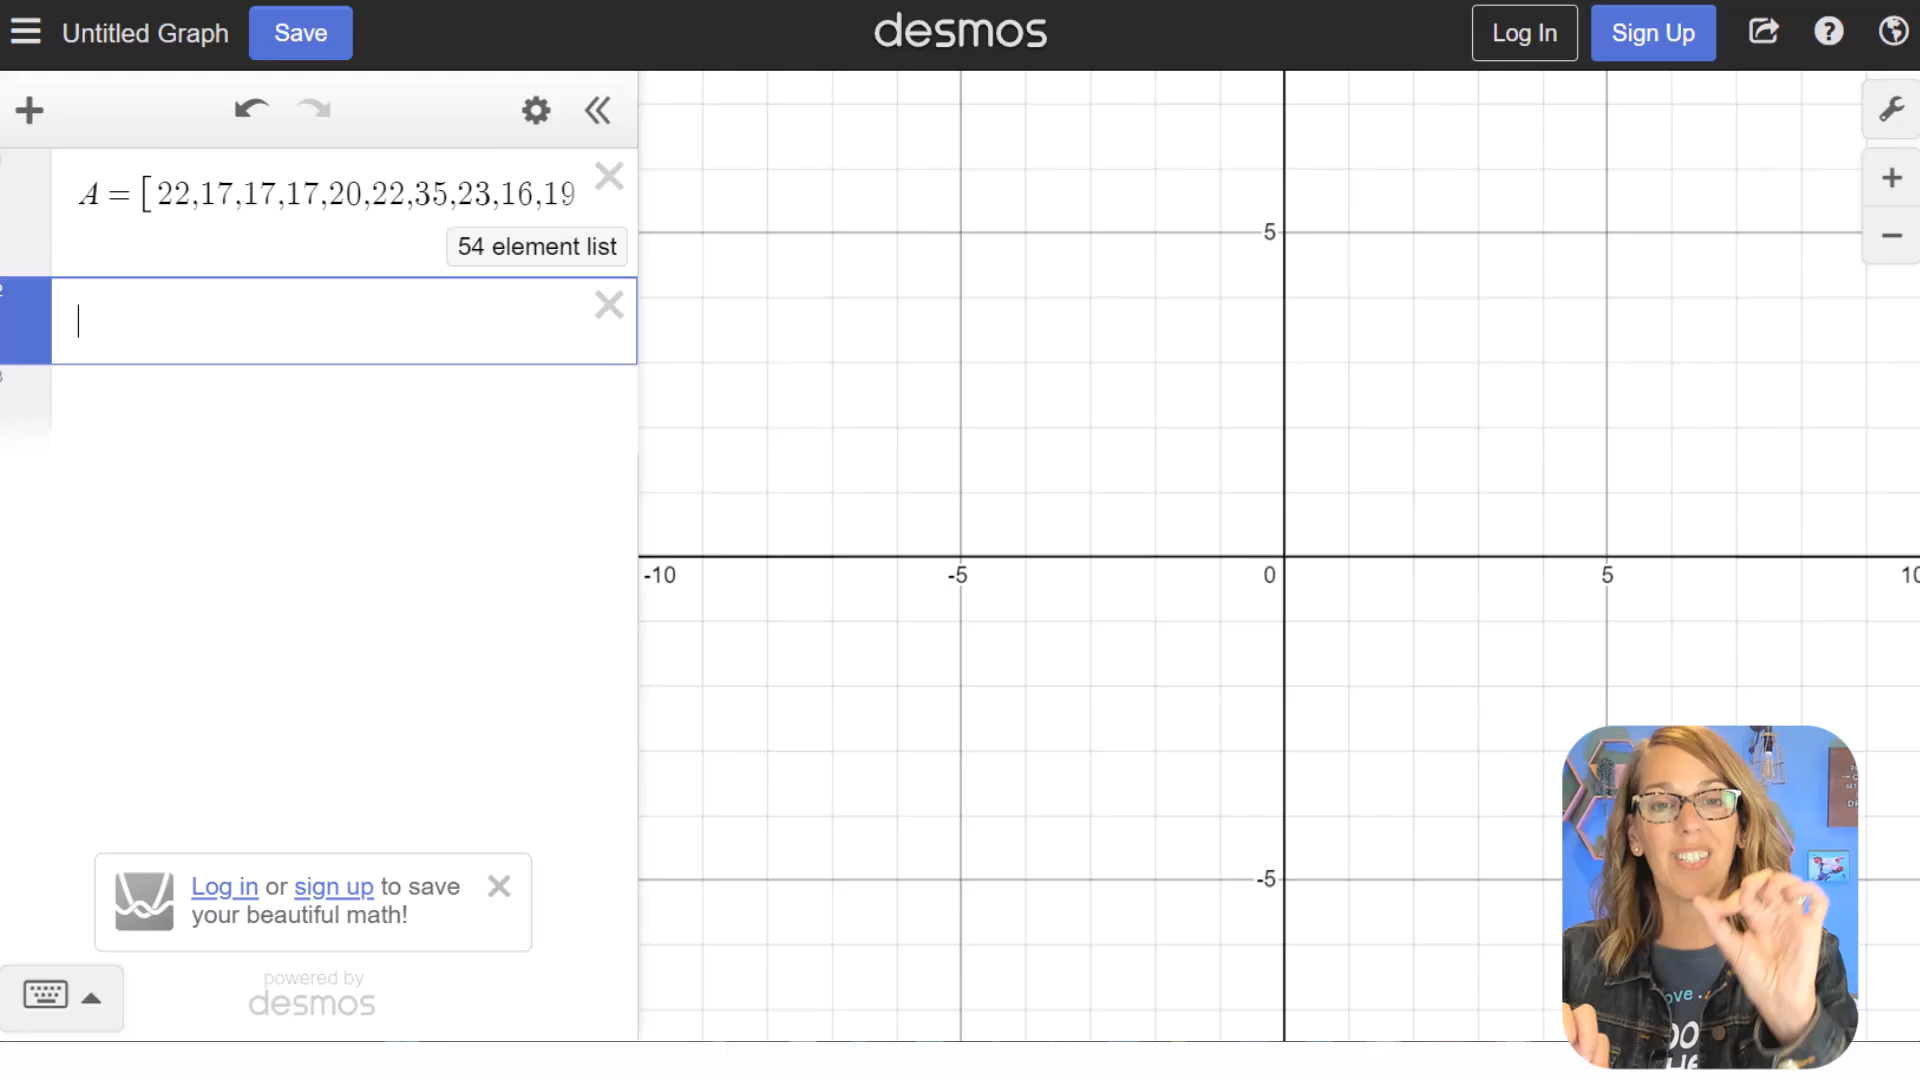 Untitled Graph
Save
desmos
Log In
Sign Up
A = [22,17,17,17,20,22,35,23,16,19
54 element list
2
3
5
-10
-5
0
5
10
-5
Log in or sign up to save
your beautiful math!
powered by
desmos